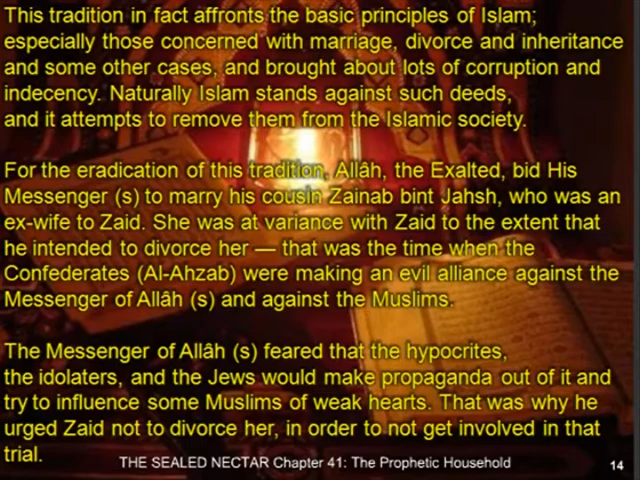 This tradition in fact affronts the basic principles of Islam;
especially those concerned with marriage, divorce and inheritance
and some other cases, and brought about lots of corruption and
indecency. Naturally Islam stands against such deeds,
and it attempts to remove them from the Islamic society.
For the eradication of this tradition, Allâh, the Exalted, bid His
Messenger (s) to marry his cousin Zainab bint Jahsh, who was an
ex-wife to Zaid. She was at variance with Zaid to the extent that
he intended to divorce her — that was the time when the
Confederates (Al-Ahzab) were making an evil alliance against the
Messenger of Allâh (s) and against the Muslims.
The Messenger of Allâh (s) feared that the hypocrites,
the idolaters, and the Jews would make propaganda out of it and
try to influence some Muslims of weak hearts. That was why he
urged Zaid not to divorce her, in order to not get involved in that
trial.
THE SEALED NECTAR Chapter 41: The Prophetic Household
14